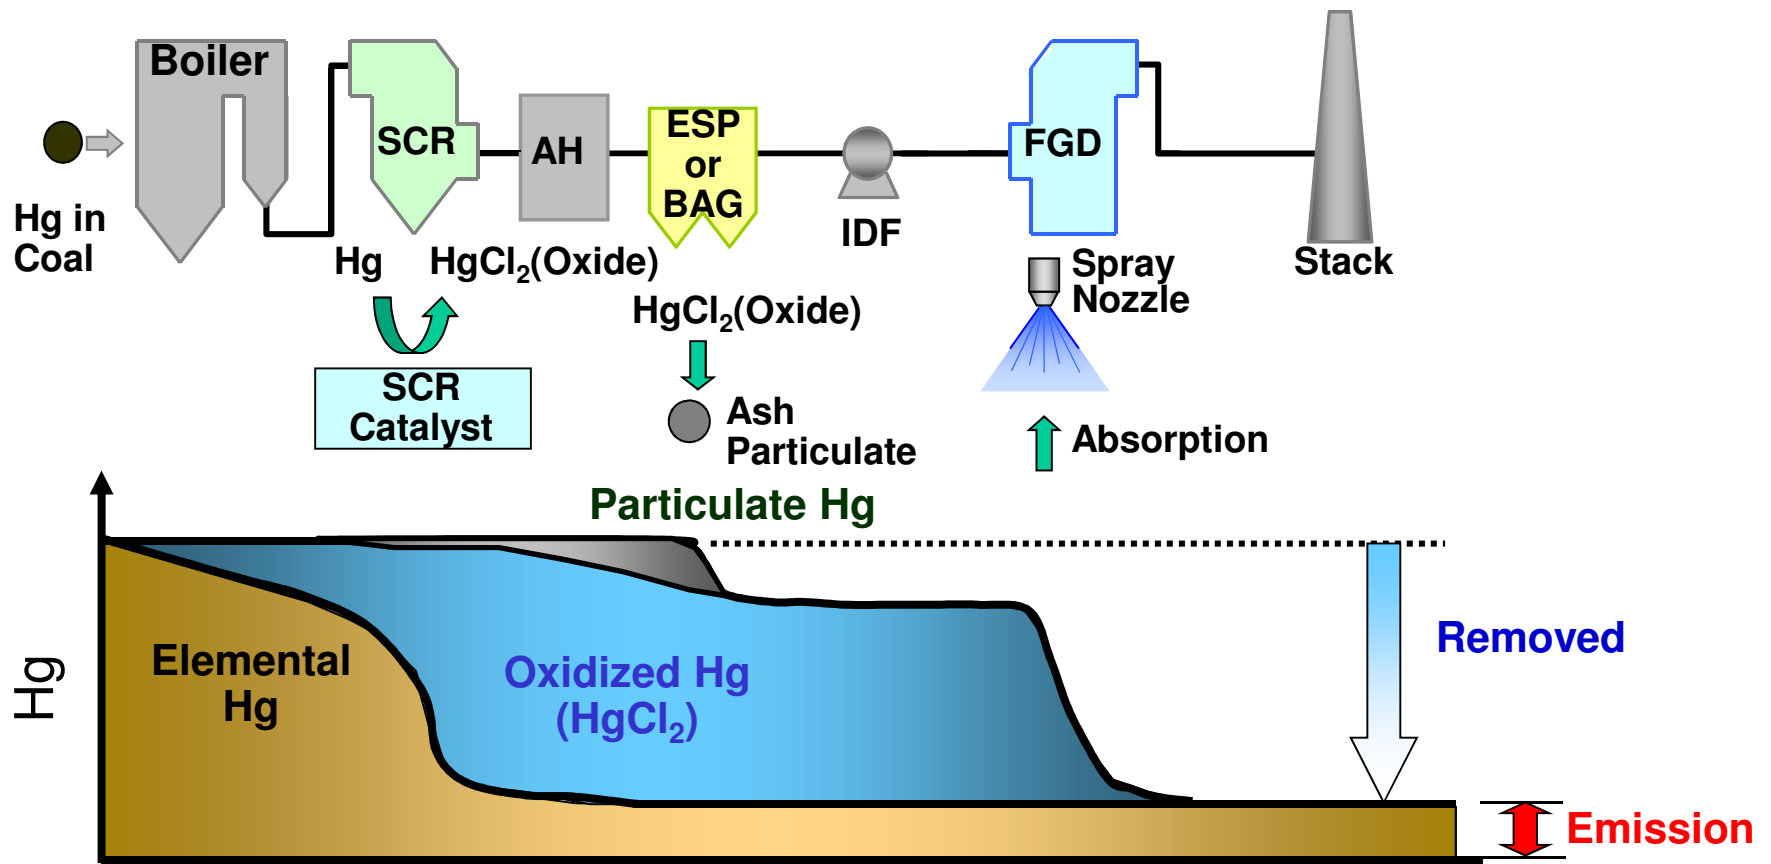 Boiler
SCR
AH
ESP
or
BAG
IDF
FGD
Stack
Hg in
Coal
Hg
HgCl₂(Oxide)
SCR
Catalyst
HgCl₂(Oxide)
Ash
Particulate
Spray
Nozzle
Absorption
Particulate Hg
Hg
Elemental
Hg
Oxidized Hg
(HgCl₂)
Removed
Emission